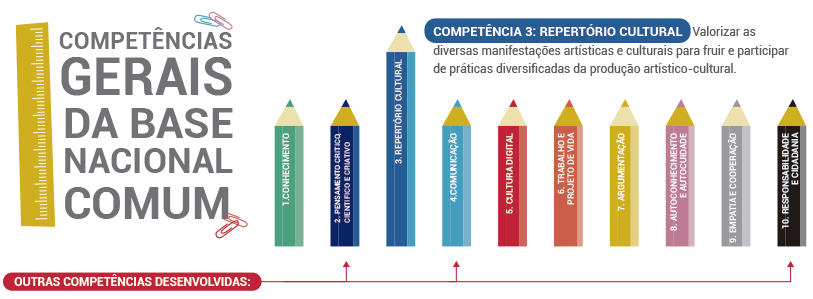 COMPETÊNCIAS
GERAIS
DA BASE
NACIONAL
COMUM
COMPETÊNCIA 3: REPERTÓRIO CULTURAL Valorizar as
diversas manifestações artísticas e culturais para fruir e participar
de práticas diversificadas da produção artístico-cultural.
1.CONHECIMENTO
2. PENSAMENTO CRÍTICO,
CIENTÍFICO E CRIATIVO
3. REPERTÓRIO CULTURAL
4.COMUNICAÇÃO
5. CULTURA DIGITAL
6. TRABALHO E
PROJETO DE VIDA
7. ARGUMENTAÇÃO
8. AUTOCONHECIMENTO
E AUTOCUIDADE
9. EMPATIA E COOPERAÇÃO
10. RESPONSABILIDADE
E CIDADANIA
OUTRAS COMPETÊNCIAS DESENVOLVIDAS: